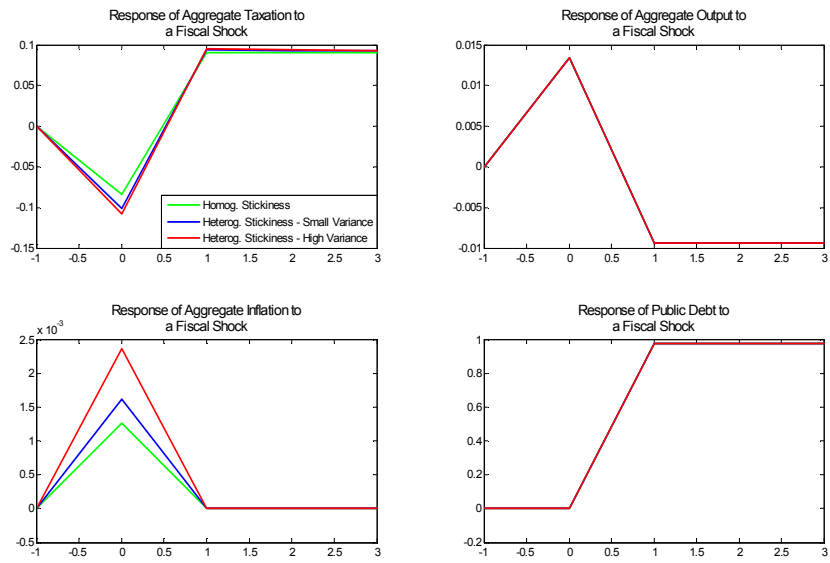 Response of Aggregate Taxation to
a Fiscal Shock
0.1
0.05
0
-0.05
-0.1
-0.15
-1 -0.5 0 0.5 1 1.5 2 2.5 3
Homog. Stickiness
Heterog. Stickiness - Small Variance
Heterog. Stickiness - High Variance
Response of Aggregate Output to
a Fiscal Shock
0.015
0.01
0.005
0
-0.005
-0.01
-1 -0.5 0 0.5 1 1.5 2 2.5 3
Response of Aggregate Inflation to
a Fiscal Shock
x 10-3
2.5
2
1.5
1
0.5
0
-0.5
-1 -0.5 0 0.5 1 1.5 2 2.5 3
Response of Public Debt to
a Fiscal Shock
1
0.8
0.6
0.4
0.2
0
-0.2
-1 -0.5 0 0.5 1 1.5 2 2.5 3